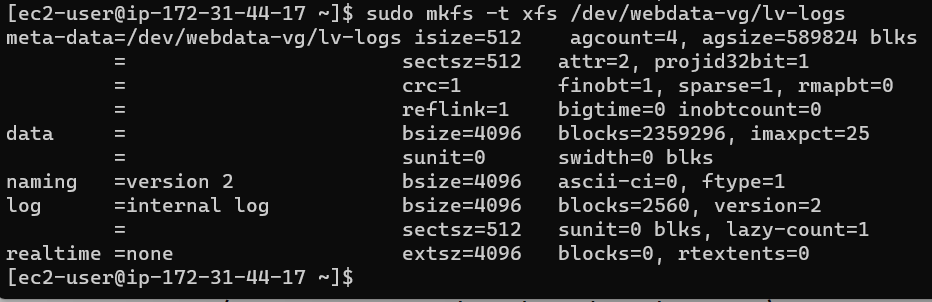 [ec2-user@ip-172-31-44-17 ~]$ sudo mkfs -t xfs /dev/webdata-vg/lv-logs
meta-data=/dev/webdata-vg/lv-logs isize=512    agcount=4, agsize=589824 blks
         =                       sectsz=512   attr=2, projid32bit=1
         =                       crc=1        finobt=1, sparse=1, rmapbt=0
         =                       reflink=1    bigtime=0 inobtcount=0
data     =                       bsize=4096   blocks=2359296, imaxpct=25
         =                       sunit=0      swidth=0 blks
naming   =version 2              bsize=4096   ascii-ci=0, ftype=1
log      =internal log           bsize=4096   blocks=2560, version=2
         =                       sectsz=512   sunit=0 blks, lazy-count=1
realtime =none                   extsz=4096   blocks=0, rtextents=0
[ec2-user@ip-172-31-44-17 ~]$